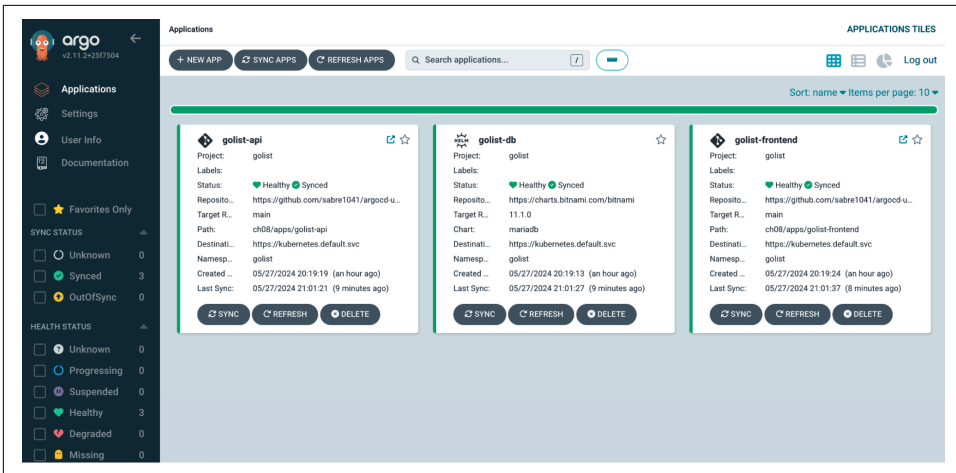 argo
v2.11.2+25f7504
Applications
Settings
User Info
Documentation
Favorites Only
SYNC STATUS
Unknown 0
Synced 3
OutOfSync 0
HEALTH STATUS
Unknown 0
Progressing 0
Suspended 0
Healthy 3
Degraded 0
Missing 0
Applications
APPLICATIONS TILES
+ NEW APP
SYNC APPS
REFRESH APPS
Search applications...
/
Log out
Sort: name Items per page: 10
golist-api
Project: golist
Labels:
Status: Healthy Synced
Reposito... https://github.com/sabre1041/argocd-u...
Target R... main
Path: ch08/apps/golist-api
Destinati... https://kubernetes.default.svc
Namesp... golist
Created ... 05/27/2024 20:19:19 (an hour ago)
Last Sync: 05/27/2024 21:01:21 (9 minutes ago)
SYNC REFRESH DELETE
HELM
golist-db
Project: golist
Labels:
Status: Healthy Synced
Reposito... https://charts.bitnami.com/bitnami
Target R... 11.1.0
Chart: mariadb
Destinati... https://kubernetes.default.svc
Namesp... golist
Created ... 05/27/2024 20:19:13 (an hour ago)
Last Sync: 05/27/2024 21:01:27 (9 minutes ago)
SYNC REFRESH DELETE
golist-frontend
Project: golist
Labels:
Status: Healthy Synced
Reposito... https://github.com/sabre1041/argocd-u...
Target R... main
Path: ch08/apps/golist-frontend
Destinati... https://kubernetes.default.svc
Namesp... golist
Created ... 05/27/2024 20:19:24 (an hour ago)
Last Sync: 05/27/2024 21:01:37 (8 minutes ago)
SYNC REFRESH DELETE